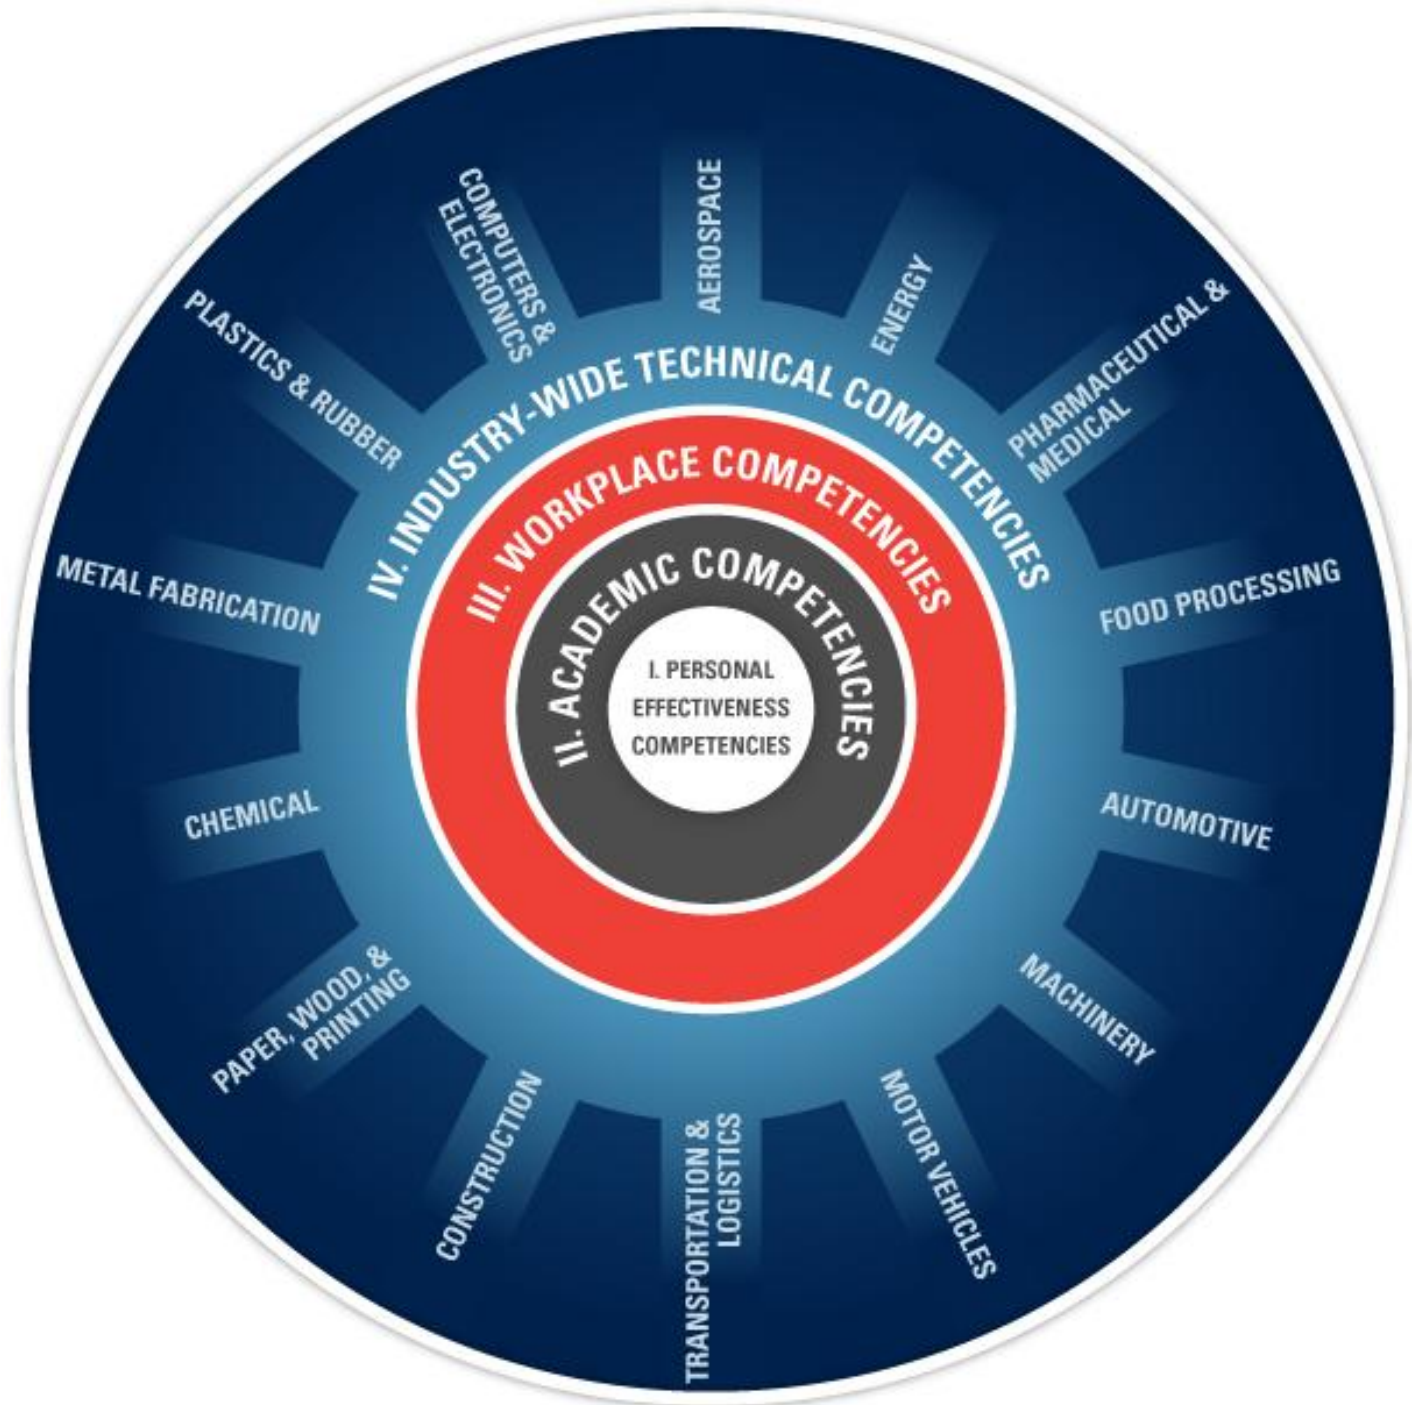 AEROSPACE
ENERGY
PHARMACEUTICAL &
MEDICAL
FOOD PROCESSING
AUTOMOTIVE
MACHINERY
MOTOR VEHICLES
TRANSPORTATION &
LOGISTICS
CONSTRUCTION
PAPER, WOOD, &
PRINTING
CHEMICAL
METAL FABRICATION
PLASTICS & RUBBER
COMPUTERS &
ELECTRONICS
IV. INDUSTRY-WIDE TECHNICAL COMPETENCIES
III. WORKPLACE COMPETENCIES
II. ACADEMIC COMPETENCIES
I. PERSONAL
EFFECTIVENESS
COMPETENCIES